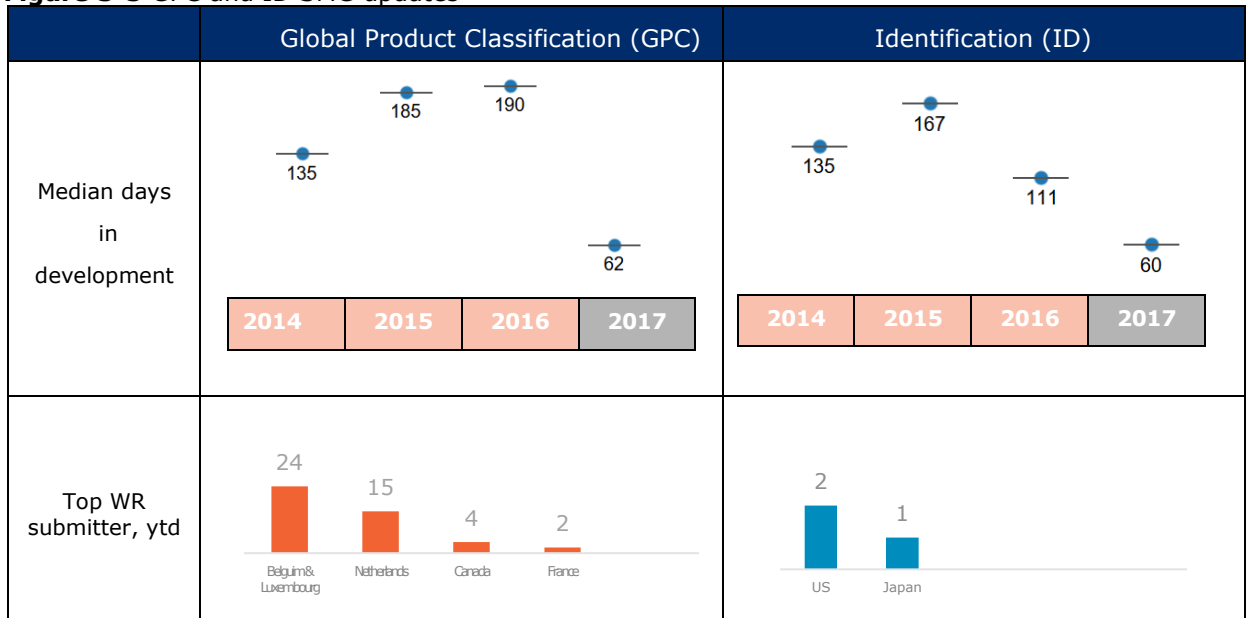 Global Product Classification (GPC)
Identification (ID)
Median days
in
development
185
190
135
62
2014 2015 2016 2017
167
135
111
60
2014 2015 2016 2017
Top WR
submitter, ytd
24
15
4
2
Belguim&
Luxembourg
Netherlands
Canada
France
2
1
US
Japan